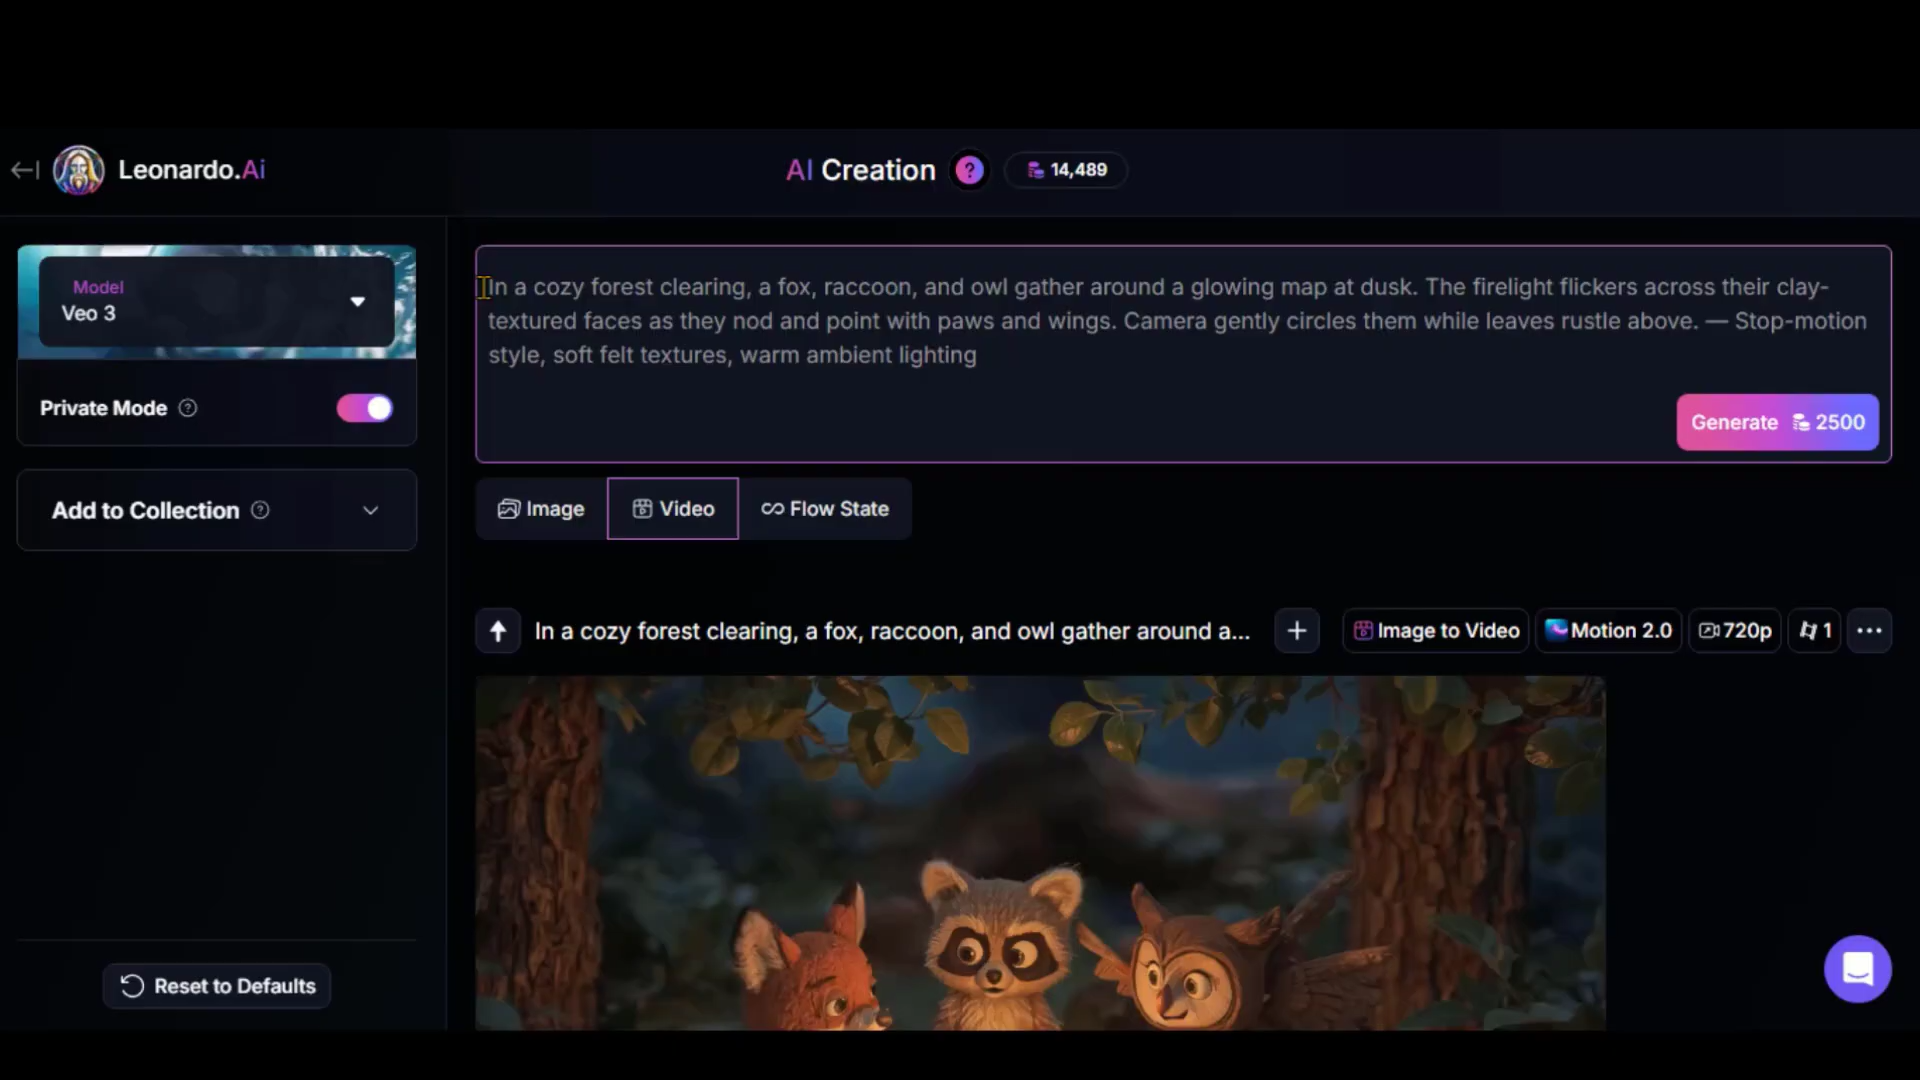 Leonardo.Ai
AI Creation
?
14,489
Model
Veo 3
Private Mode ?
Add to Collection ?
Reset to Defaults
In a cozy forest clearing, a fox, raccoon, and owl gather around a glowing map at dusk. The firelight flickers across their clay-
textured faces as they nod and point with paws and wings. Camera gently circles them while leaves rustle above. — Stop-motion
style, soft felt textures, warm ambient lighting
Generate 2500
Image
Video
Flow State
In a cozy forest clearing, a fox, raccoon, and owl gather around a...
Image to Video
Motion 2.0
720p
1